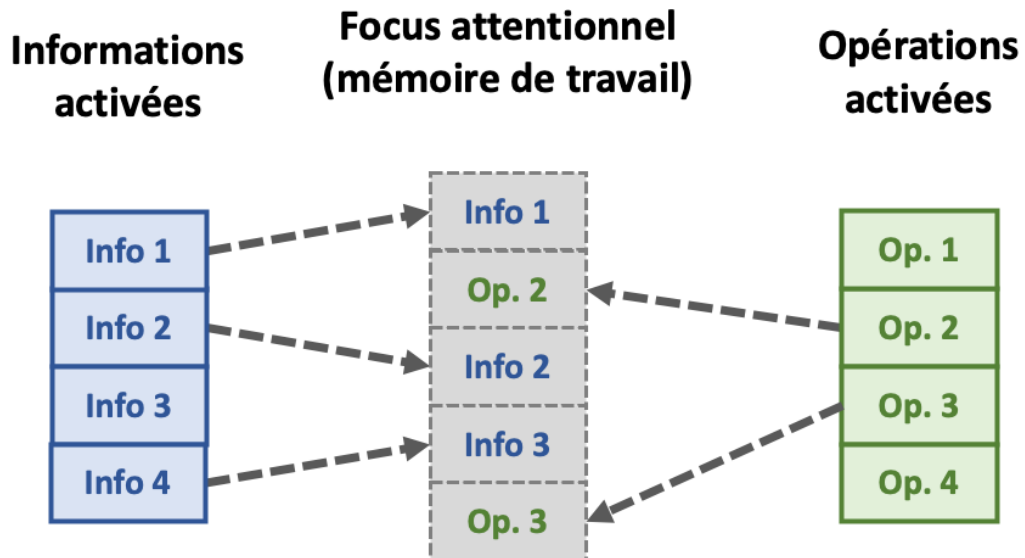 Informations
activées
Focus attentionnel
(mémoire de travail)
Opérations
activées
Info 1
Info 2
Info 3
Info 4
Info 1
Op. 2
Info 2
Info 3
Op. 3
Op. 1
Op. 2
Op. 3
Op. 4